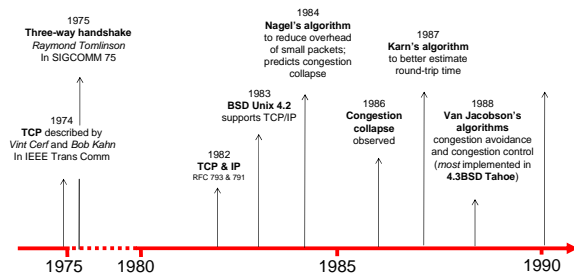 1975
Three-way handshake
Raymond Tomlinson
In SIGCOMM 75
1974
TCP described by
Vint Cerf and Bob Kahn
In IEEE Trans Comm
1982
TCP & IP
RFC 793 & 791
1983
BSD Unix 4.2
supports TCP/IP
1984
Nagel's algorithm
to reduce overhead
of small packets;
predicts congestion
collapse
1986
Congestion
collapse
observed
1987
Karn's algorithm
to better estimate
round-trip time
1988
Van Jacobson's
algorithms
congestion avoidance
and congestion control
(most implemented in
4.3BSD Tahoe)
1975
1980
1985
1990